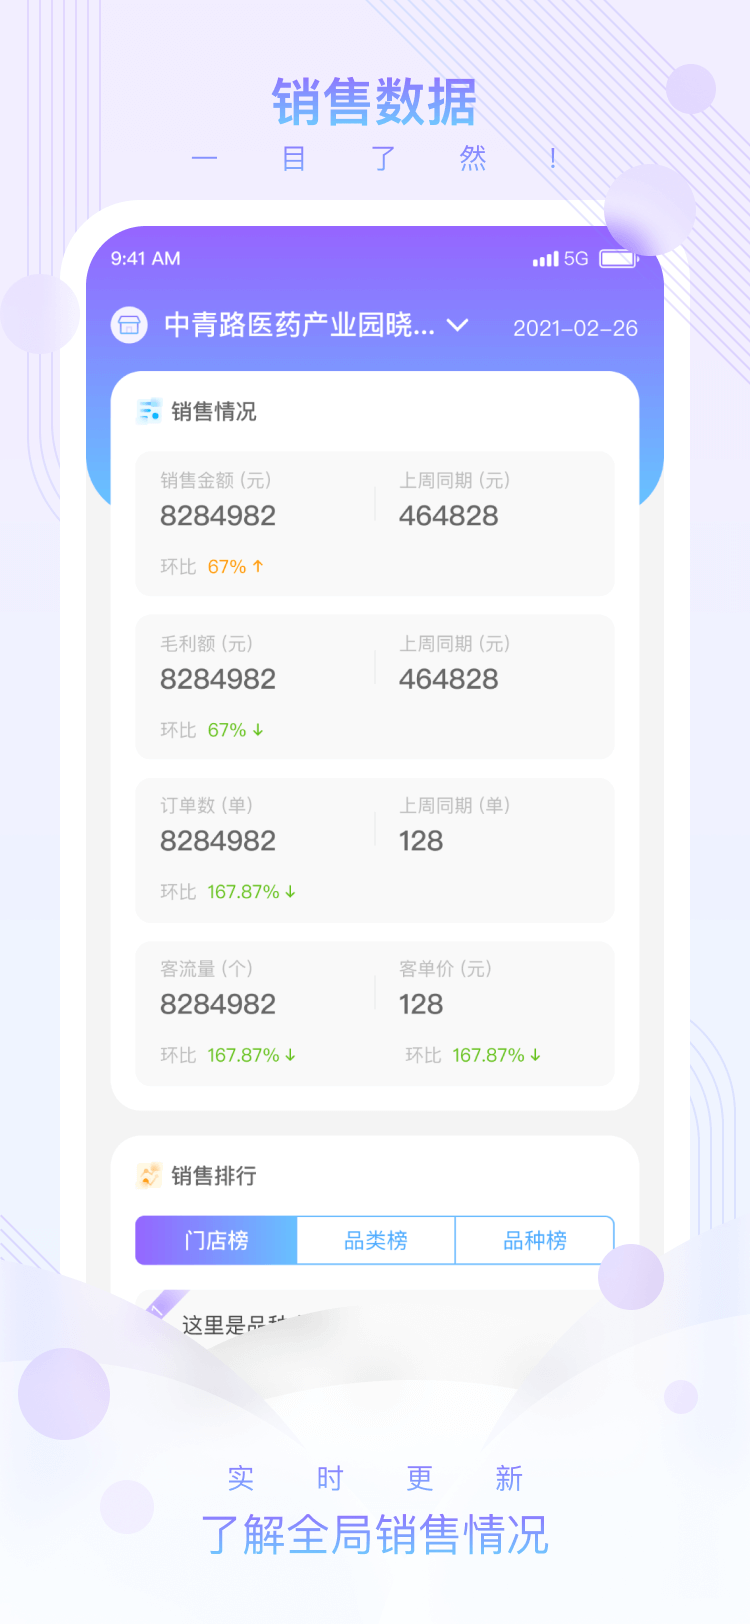 销售数据
一目了然!
9:41 AM 5G
中青路医药产业园晓... 2021-02-26
销售情况
销售金额 (元) 上周同期 (元)
8284982 464828
环比 67% ↑
毛利额 (元) 上周同期 (元)
8284982 464828
环比 67% ↓
订单数 (单) 上周同期 (单)
8284982 128
环比 167.87% ↓
客流量 (个) 客单价 (元)
8284982 128
环比 167.87% ↓ 环比 167.87% ↓
销售排行
门店榜 品类榜 品种榜
1
这里是品种
实时更新
了解全局销售情况